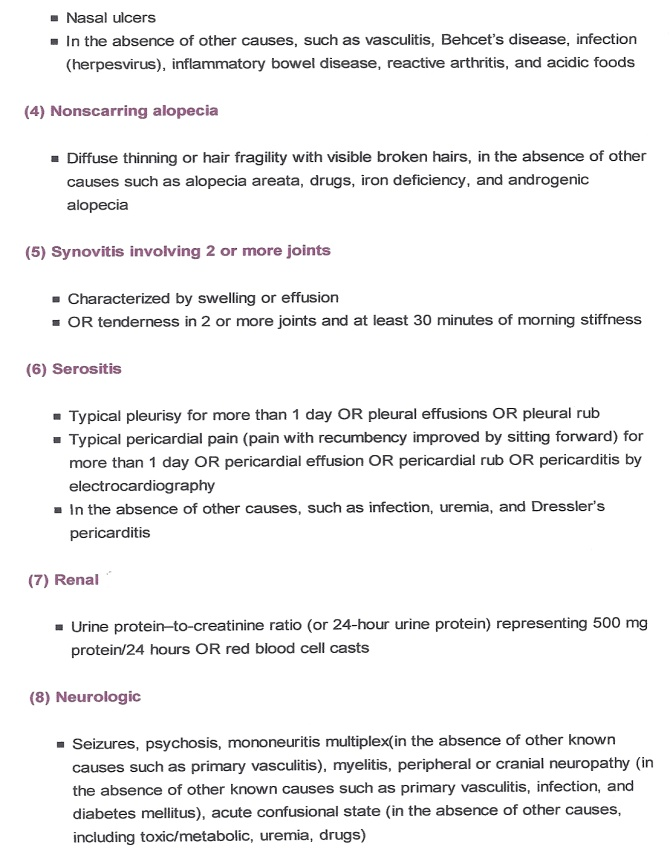 ▪ Nasal ulcers
▪ In the absence of other causes, such as vasculitis, Behcet's disease, infection
(herpesvirus), inflammatory bowel disease, reactive arthritis, and acidic foods
(4) Nonscarring alopecia
▪ Diffuse thinning or hair fragility with visible broken hairs, in the absence of other
causes such as alopecia areata, drugs, iron deficiency, and androgenic
alopecia
(5) Synovitis involving 2 or more joints
▪ Characterized by swelling or effusion
▪ OR tenderness in 2 or more joints and at least 30 minutes of morning stiffness
(6) Serositis
▪ Typical pleurisy for more than 1 day OR pleural effusions OR pleural rub
▪ Typical pericardial pain (pain with recumbency improved by sitting forward) for
more than 1 day OR pericardial effusion OR pericardial rub OR pericarditis by
electrocardiography
▪ In the absence of other causes, such as infection, uremia, and Dressler's
pericarditis
(7) Renal
▪ Urine protein–to-creatinine ratio (or 24-hour urine protein) representing 500 mg
protein/24 hours OR red blood cell casts
(8) Neurologic
▪ Seizures, psychosis, mononeuritis multiplex(in the absence of other known
causes such as primary vasculitis), myelitis, peripheral or cranial neuropathy (in
the absence of other known causes such as primary vasculitis, infection, and
diabetes mellitus), acute confusional state (in the absence of other causes,
including toxic/metabolic, uremia, drugs)